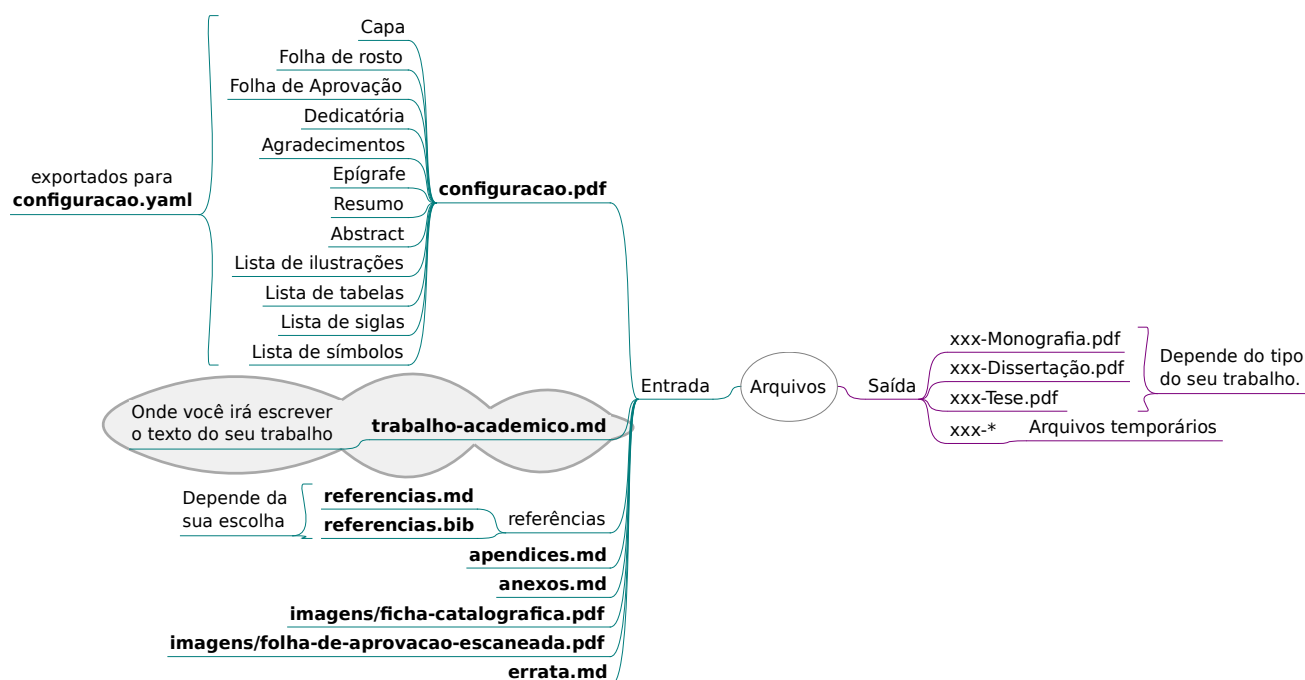 Capa
Folha de rosto
Folha de Aprovação
Dedicatória
Agradecimentos
Epígrafe
Resumo
Abstract
Lista de ilustrações
Lista de tabelas
Lista de siglas
Lista de símbolos
exportados para
configuracao.yaml
configuracao.pdf
Onde você irá escrever
o texto do seu trabalho
trabalho-academico.md
Depende da
sua escolha
referencias.md
referencias.bib
referências
apendices.md
anexos.md
imagens/ficha-catalografica.pdf
imagens/folha-de-aprovacao-escaneada.pdf
errata.md
Entrada
Arquivos
Saída
xxx-Monografia.pdf
xxx-Dissertação.pdf
xxx-Tese.pdf
Depende do tipo
do seu trabalho.
xxx-*
Arquivos temporários